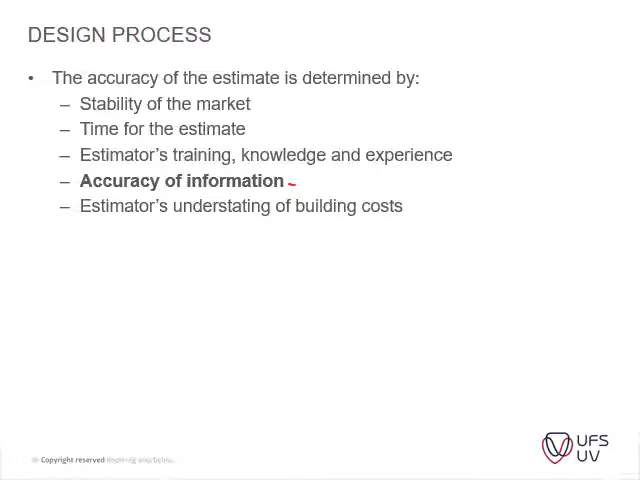 DESIGN PROCESS
• The accuracy of the estimate is determined by:
– Stability of the market
– Time for the estimate
– Estimator's training, knowledge and experience
– Accuracy of information
– Estimator's understating of building costs
Copyright reserved
UFS
UV